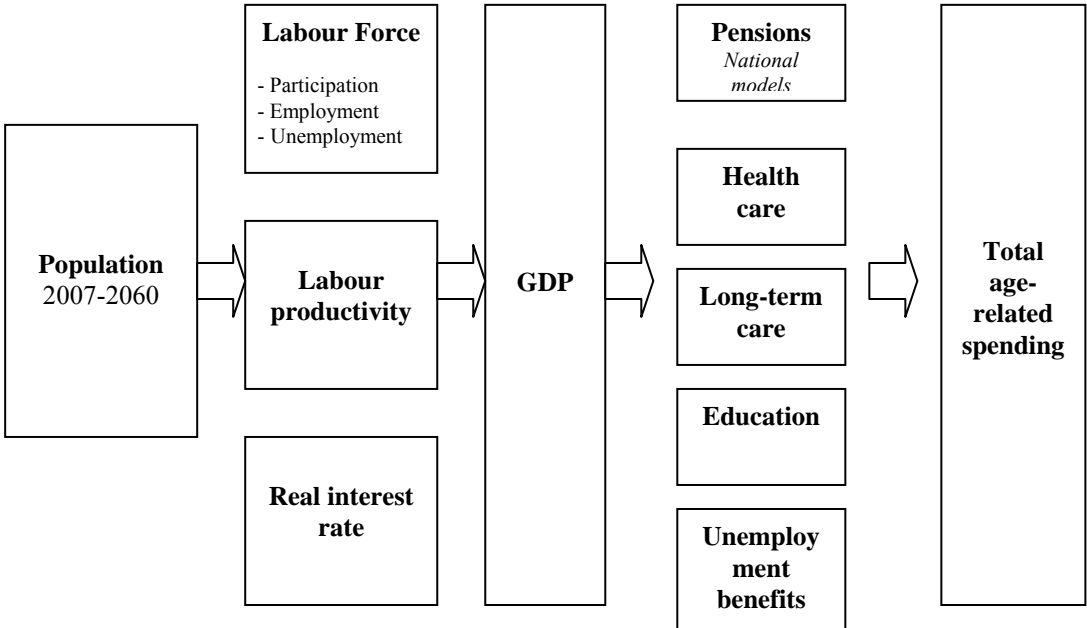 Population
2007-2060
Labour Force
- Participation
- Employment
- Unemployment
Labour
productivity
Real interest
rate
GDP
Pensions
National
models
Health
care
Long-term
care
Education
Unemploy
ment
benefits
Total
age-
related
spending